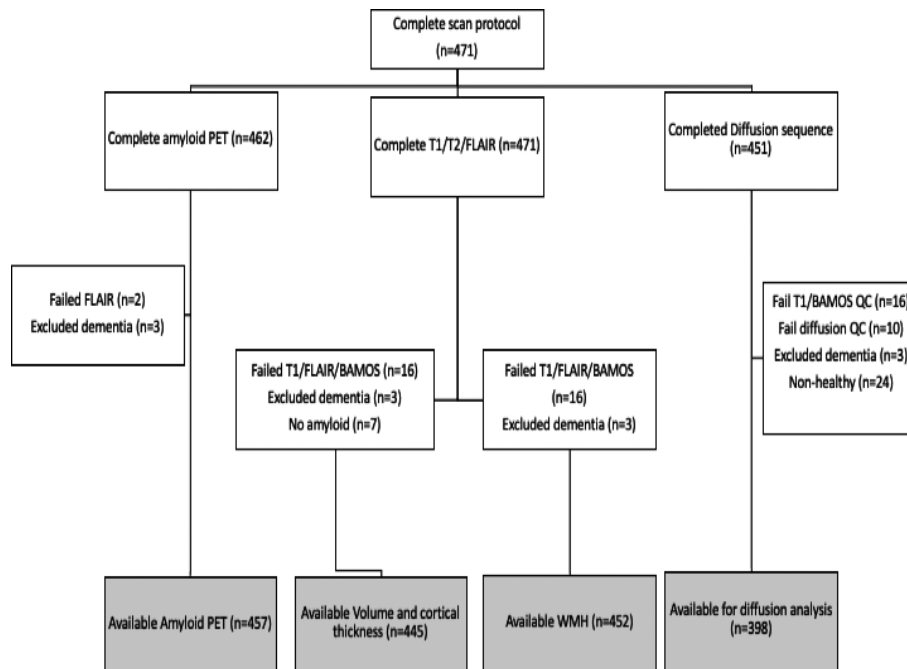 Complete scan protocol
(n=471)
Complete amyloid PET (n=462)
Complete T1/T2/FLAIR (n=471)
Completed Diffusion sequence
(n=451)
Failed FLAIR (n=2)
Excluded dementia (n=3)
Failed T1/FLAIR/BAMOS (n=16)
Excluded dementia (n=3)
No amyloid (n=7)
Failed T1/FLAIR/BAMOS
(n=16)
Excluded dementia (n=3)
Fail T1/BAMOS QC (n=16)
Fail diffusion QC (n=10)
Excluded dementia (n=3)
Non-healthy (n=24)
Available Amyloid PET (n=457)
Available Volume and cortical
thickness (n=445)
Available WMH (n=452)
Available for diffusion analysis
(n=398)